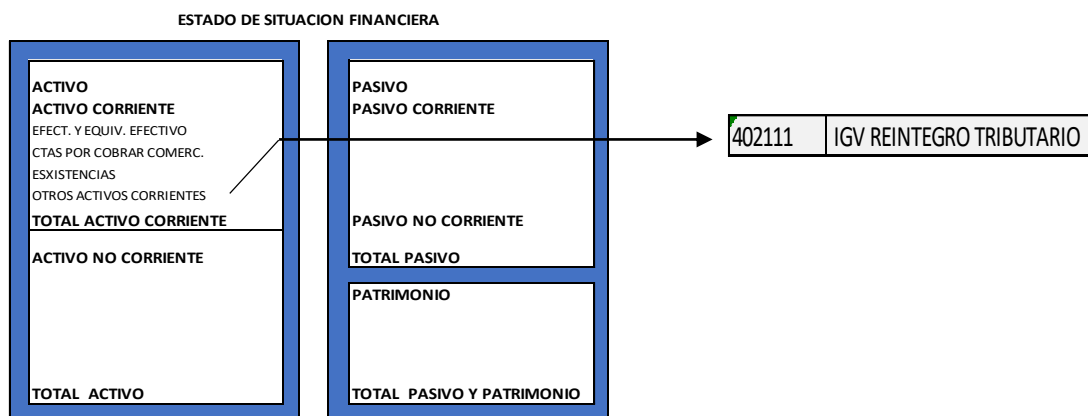 ESTADO DE SITUACION FINANCIERA
ACTIVO
ACTIVO CORRIENTE
EFECT. Y EQUIV. EFECTIVO
CTAS POR COBRAR COMERC.
ESXISTENCIAS
OTROS ACTIVOS CORRIENTES
TOTAL ACTIVO CORRIENTE
ACTIVO NO CORRIENTE
TOTAL ACTIVO
PASIVO
PASIVO CORRIENTE
PASIVO NO CORRIENTE
TOTAL PASIVO
PATRIMONIO
TOTAL PASIVO Y PATRIMONIO
402111 IGV REINTEGRO TRIBUTARIO